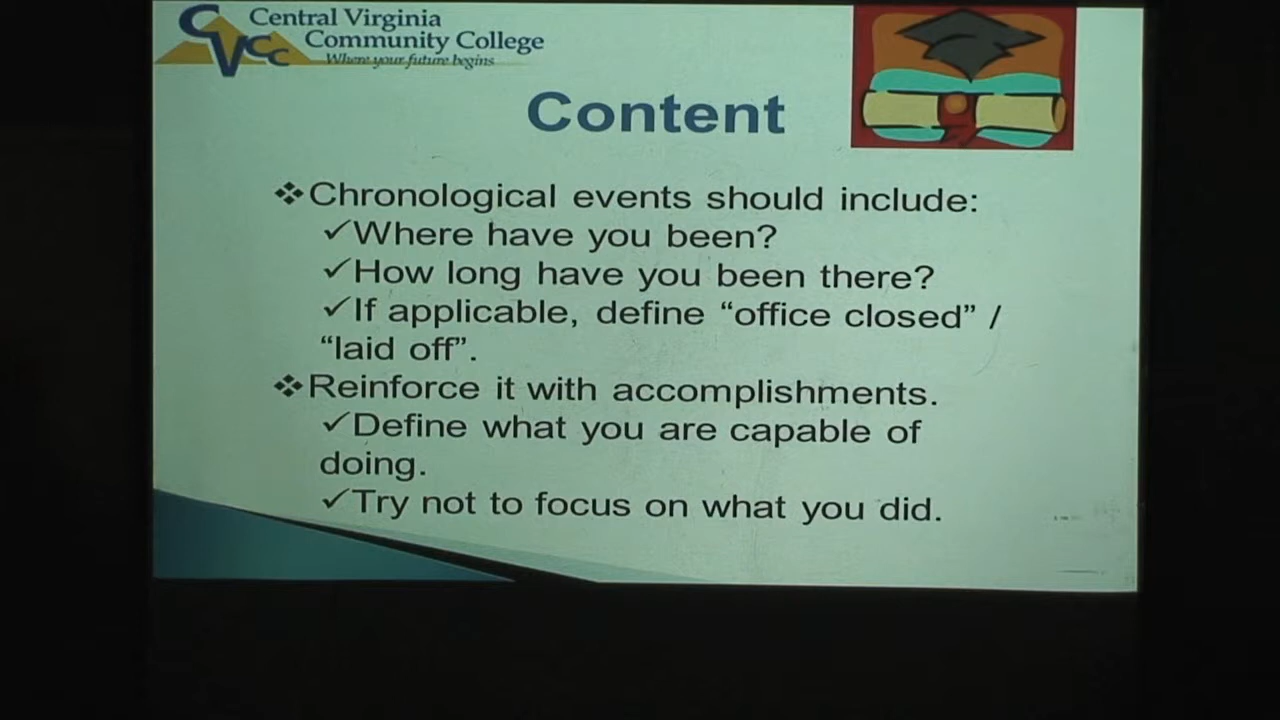 Central Virginia
Community College
Where your future begins
CVCC
Content
❖Chronological events should include:
✓Where have you been?
✓How long have you been there?
✓If applicable, define “office closed” /
“laid off”.
❖Reinforce it with accomplishments.
✓Define what you are capable of
doing.
✓Try not to focus on what you did.